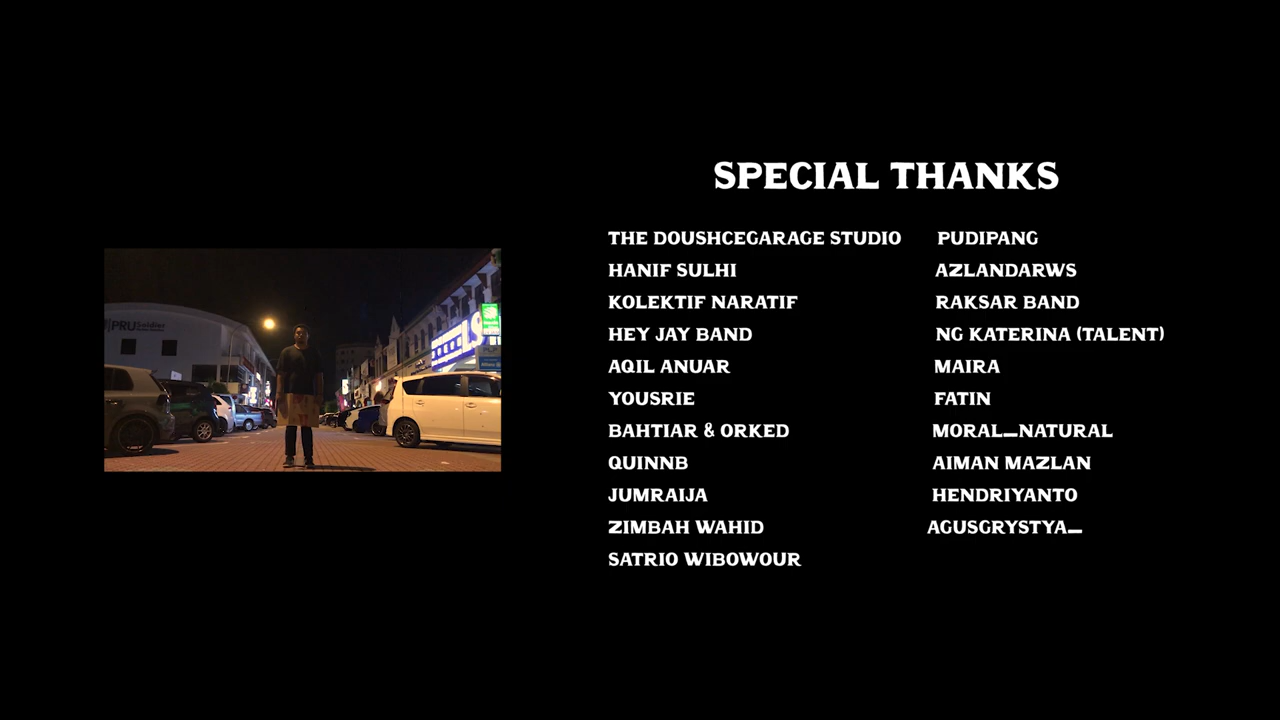 SPECIAL THANKS
THE DOUSHCEGARAGE STUDIO
HANIF SULHI
KOLEKTIF NARATIF
HEY JAY BAND
AQIL ANUAR
YOUSRIE
BAHTIAR & ORKED
QUINNB
JUMRAIJA
ZIMBAH WAHID
SATRIO WIBOWOUR
PUDIPANG
AZLANDARWS
RAKSAR BAND
NG KATERINA (TALENT)
MAIRA
FATIN
MORAL_NATURAL
AIMAN MAZLAN
HENDRIYANTO
AGUSGRYSTYA_
PRUSoldier